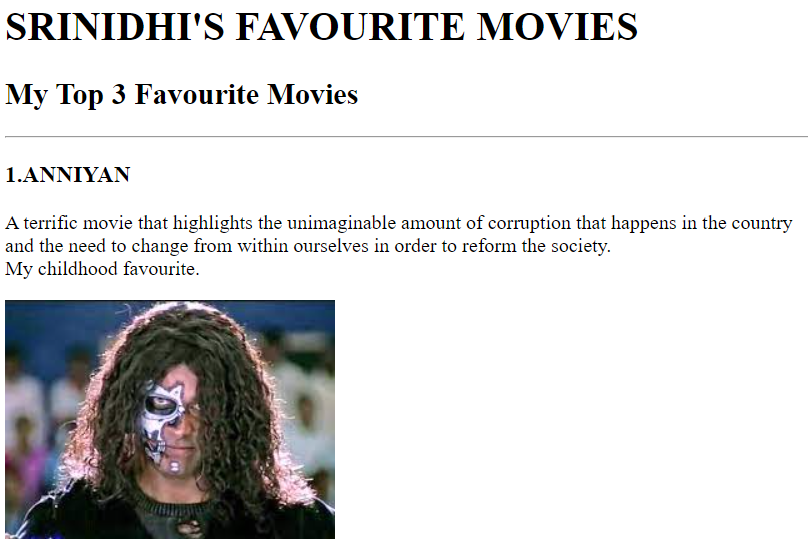 SRINIDHI'S FAVOURITE MOVIES
My Top 3 Favourite Movies
1.ANNIYAN
A terrific movie that highlights the unimaginable amount of corruption that happens in the country
and the need to change from within ourselves in order to reform the society.
My childhood favourite.